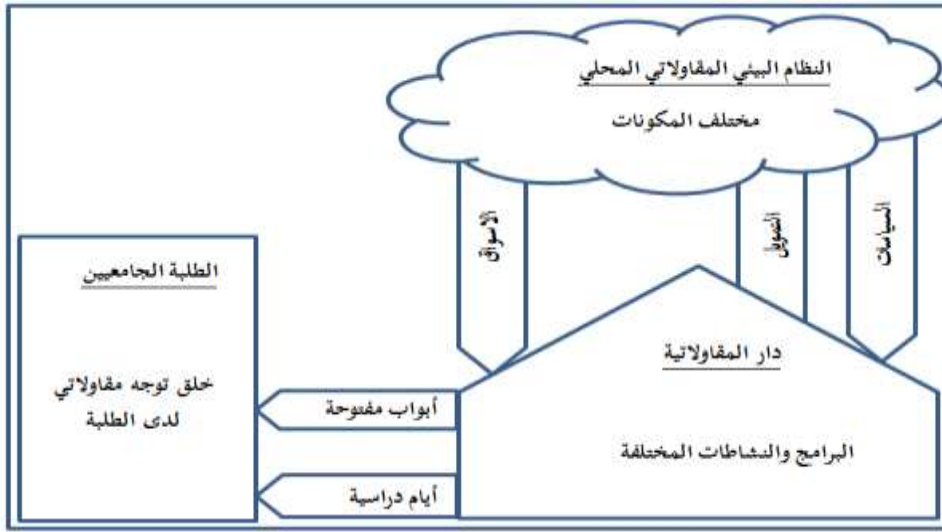 النظام البيئي المقاولاتي المحلي
مختلف المكونات
السياسات
التمويل
الاسواق
دار المقاولاتية
البرامج والنشاطات المختلفة
أبواب مفتوحة
أيام دراسية
الطلبة الجامعيين
خلق توجه مقاولاتي
لدى الطلبة